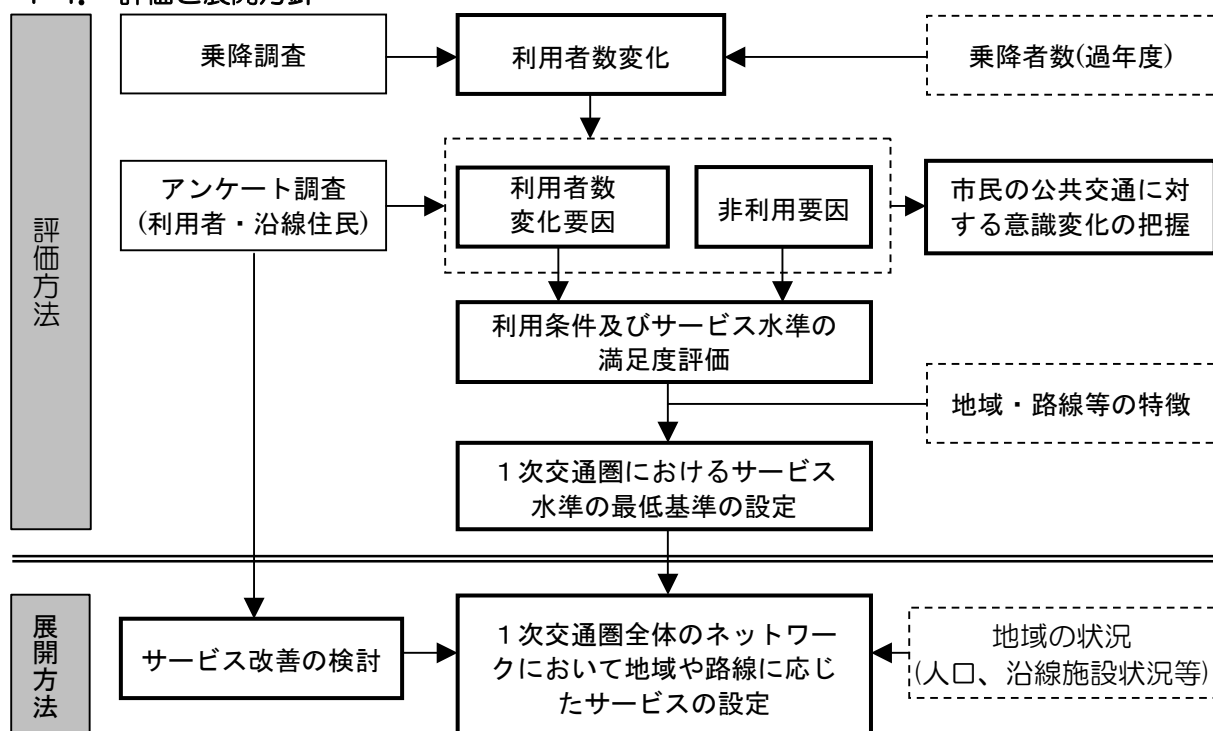 評価方法
乗降調査
利用者数変化
乗降者数(過年度)
アンケート調査
(利用者・沿線住民)
利用者数
変化要因
非利用要因
市民の公共交通に対
する意識変化の把握
利用条件及びサービス水準の
満足度評価
地域・路線等の特徴
1次交通圏におけるサービス
水準の最低基準の設定
展開方法
サービス改善の検討
1次交通圏全体のネットワー
クにおいて地域や路線に応じ
たサービスの設定
地域の状況
(人口、沿線施設状況等)